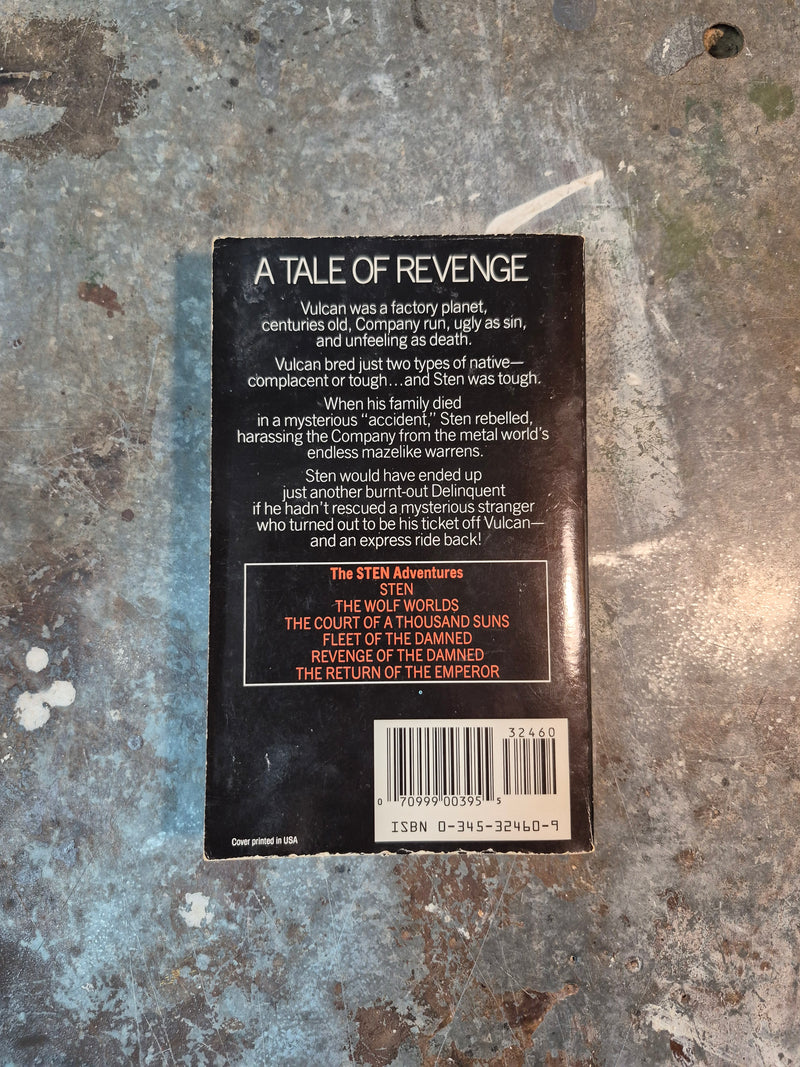 A TALE OF REVENGE
Vulcan was a factory planet,
centuries old, Company run, ugly as sin,
and unfeeling as death.
Vulcan bred just two types of native—
complacent or tough...and Sten was tough.
When his family died
in a mysterious "accident," Sten rebelled,
harassing the Company from the metal world's
endless mazelike warrens.
Sten would have ended up
just another burnt-out Delinquent
if he hadn't rescued a mysterious stranger
who turned out to be his ticket off Vulcan—
and an express ride back!
The STEN Adventures
STEN
THE WOLF WORLDS
THE COURT OF A THOUSAND SUNS
FLEET OF THE DAMNED
REVENGE OF THE DAMNED
THE RETURN OF THE EMPEROR
32460
0 70999 00395 5
ISBN 0-345-32460-9
Cover printed in USA